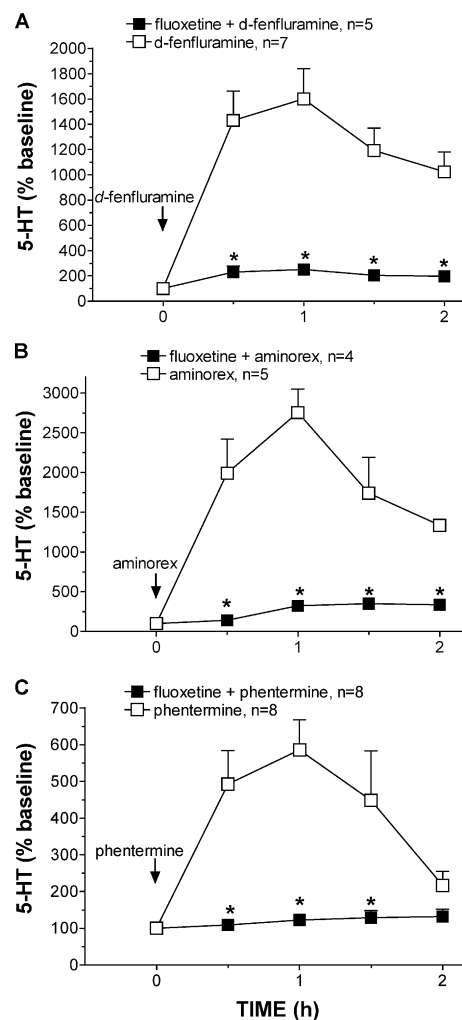 A
fluoxetine + d-fenfluramine, n=5
d-fenfluramine, n=7
5-HT (% baseline)
2000
1800
1600
1400
1200
1000
800
600
400
200
0
d-fenfluramine
* * * *
0 1 2
B
fluoxetine + aminorex, n=4
aminorex, n=5
5-HT (% baseline)
3000
2500
2000
1500
1000
500
0
aminorex
* * * *
0 1 2
C
fluoxetine + phentermine, n=8
phentermine, n=8
5-HT (% baseline)
700
600
500
400
300
200
100
0
phentermine
* * *
0 1 2
TIME (h)